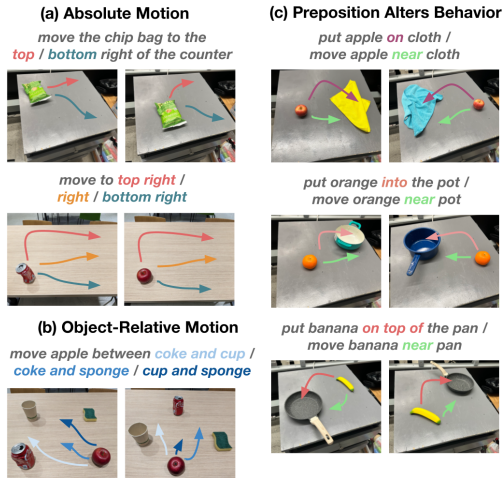 (a) Absolute Motion
move the chip bag to the
top / bottom right of the counter
move to top right /
right / bottom right
(b) Object-Relative Motion
move apple between coke and cup /
coke and sponge / cup and sponge
(c) Preposition Alters Behavior
put apple on cloth /
move apple near cloth
put orange into the pot /
move orange near pot
put banana on top of the pan /
move banana near pan